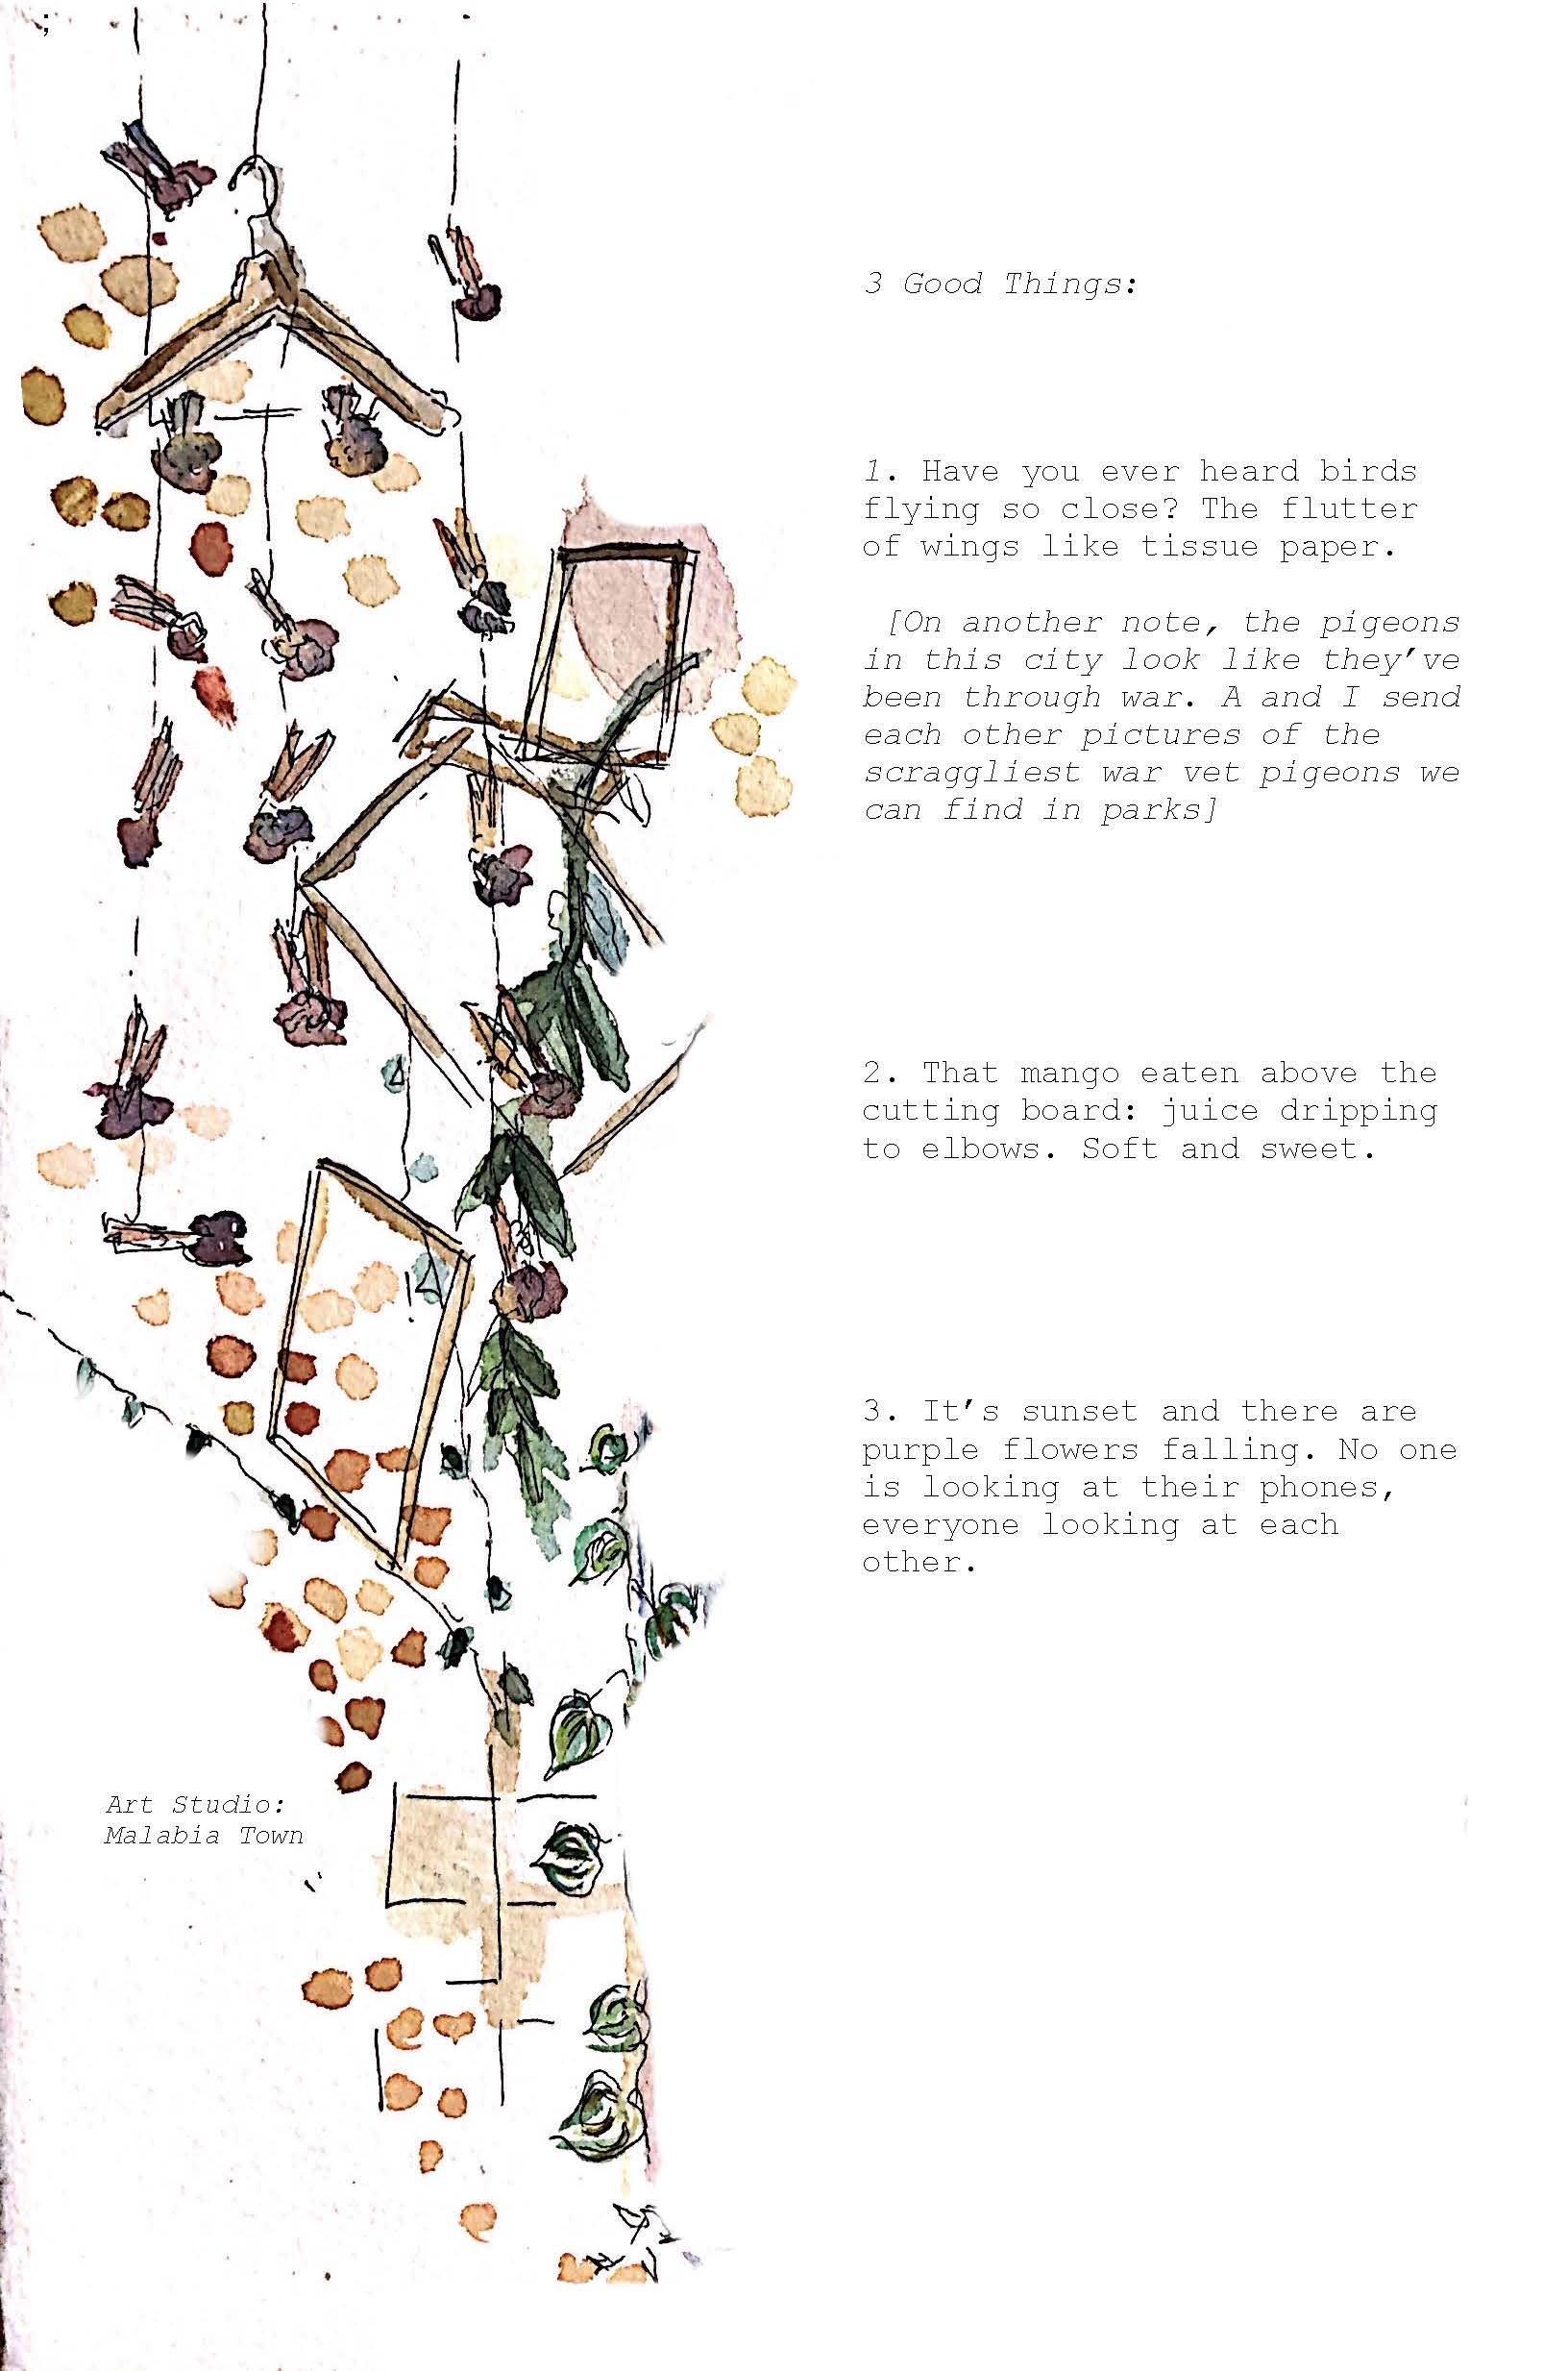 3 Good Things:
1. Have you ever heard birds
flying so close? The flutter
of wings like tissue paper.
[On another note, the pigeons
in this city look like they've
been through war. A and I send
each other pictures of the
scraggliest war vet pigeons we
can find in parks]
2. That mango eaten above the
cutting board: juice dripping
to elbows. Soft and sweet.
3. It's sunset and there are
purple flowers falling. No one
is looking at their phones,
everyone looking at each
other.
Art Studio:
Malabia Town